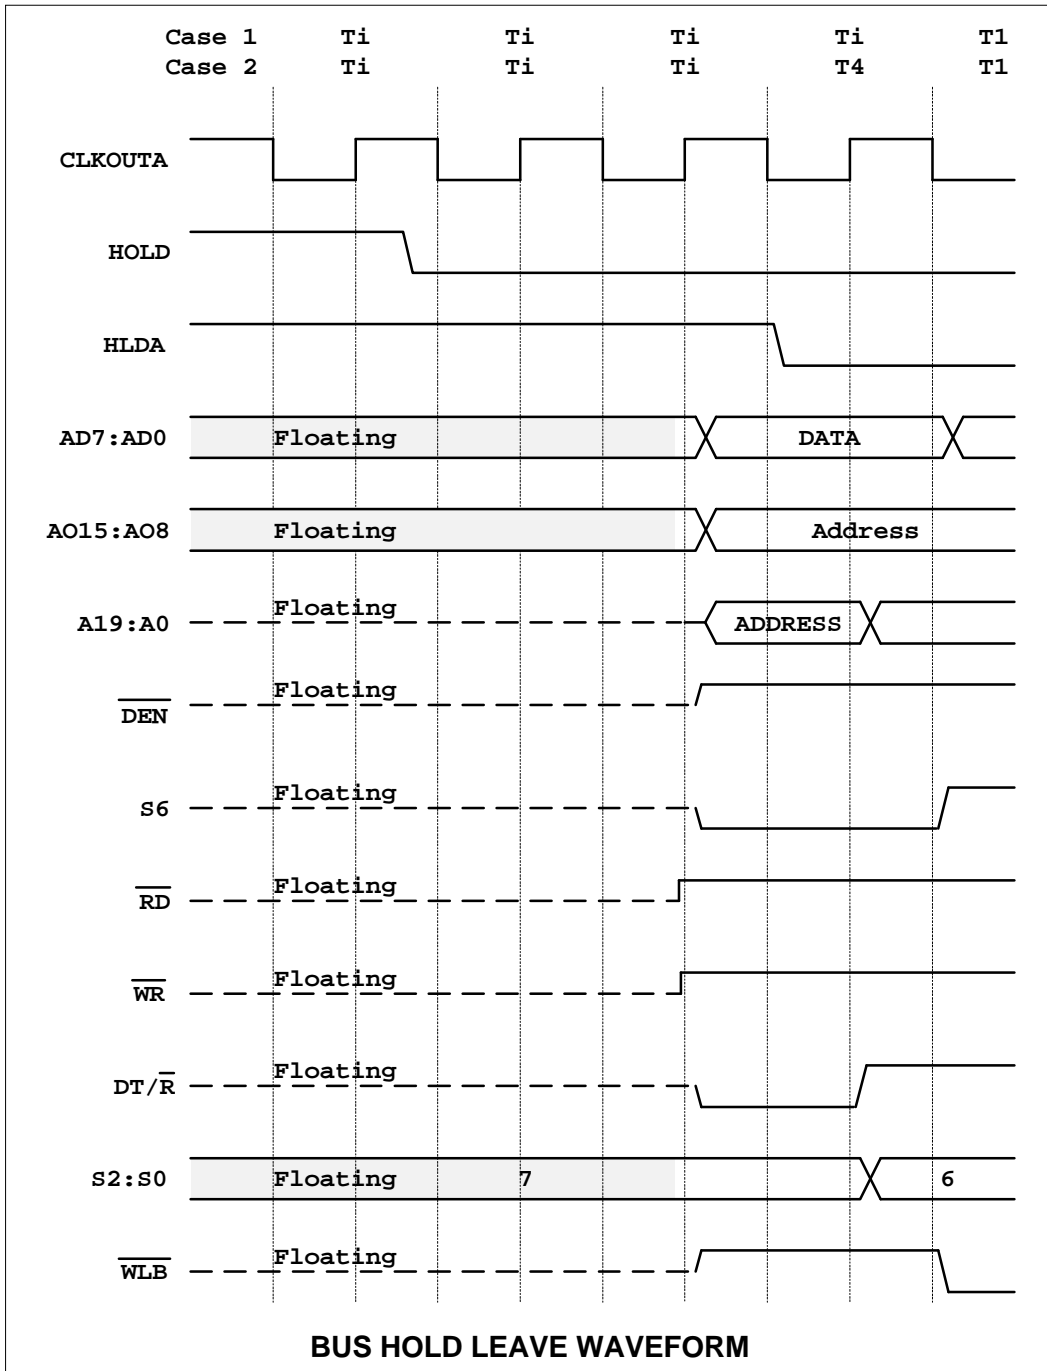 Case 1 Ti Ti Ti Ti T1
Case 2 Ti Ti Ti T4 T1
CLKOUTA
HOLD
HLDA
AD7:AD0 Floating DATA
AO15:AO8 Floating Address
A19:A0 Floating ADDRESS
DEN Floating
S6 Floating
RD Floating
WR Floating
DT/R Floating
S2:S0 Floating 7 6
WLB Floating
BUS HOLD LEAVE WAVEFORM